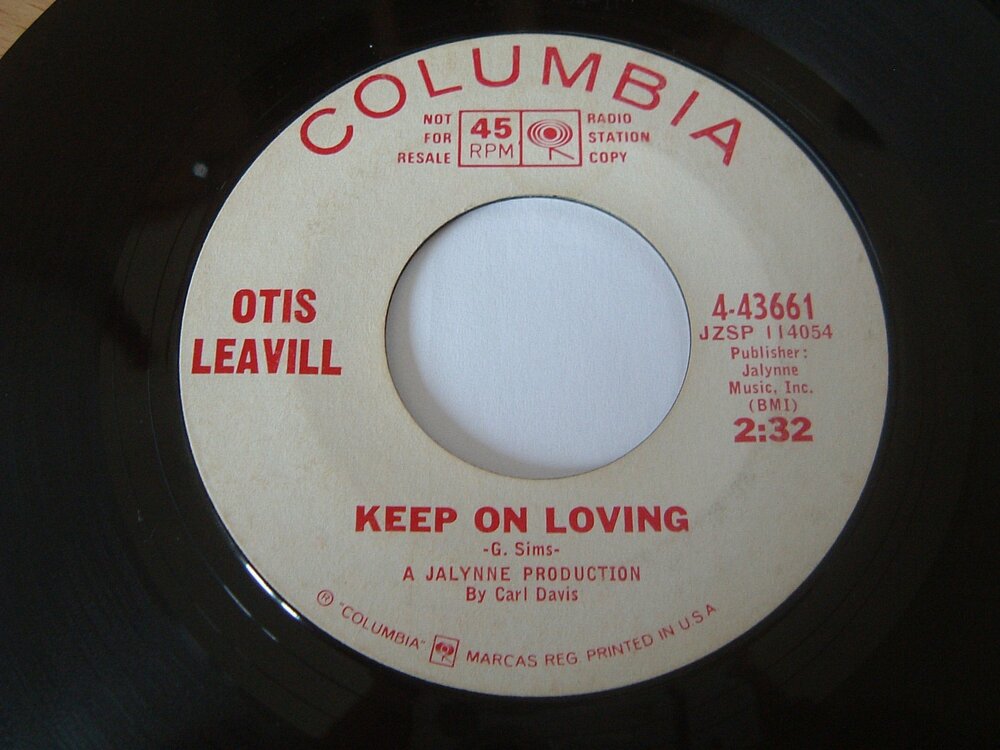 COLUMBIA
NOT
FOR
RESALE
45
RPM
RADIO
STATION
COPY
OTIS
LEAVILL
4-43661
JZSP 114054
Publisher:
Jalynne
Music, Inc.
(BMI)
2:32
KEEP ON LOVING
-G. Sims-
A JALYNNE PRODUCTION
By Carl Davis
® "COLUMBIA" MARCAS REG. PRINTED IN U.S.A